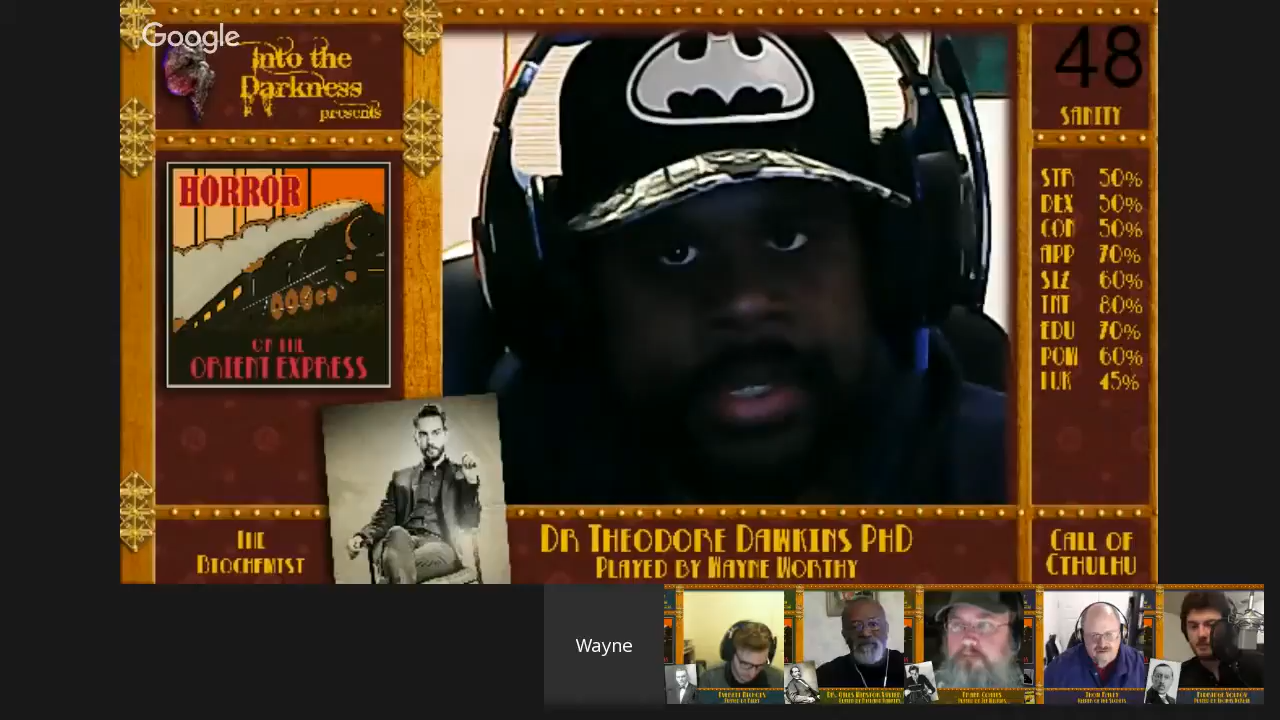 Google
Into the
Darkness
presents
HORROR
ON THE
ORIENT EXPRESS
THE
BIOCHEMIST
DR THEODORE DAWKINS PHD
PLAYED BY WAYNE WORTHY
48
SANITY
STR 50%
DEX 50%
CON 50%
APP 70%
SIZ 60%
INT 80%
EDU 70%
POW 60%
LUK 45%
CALL OF
CTHULHU
Wayne